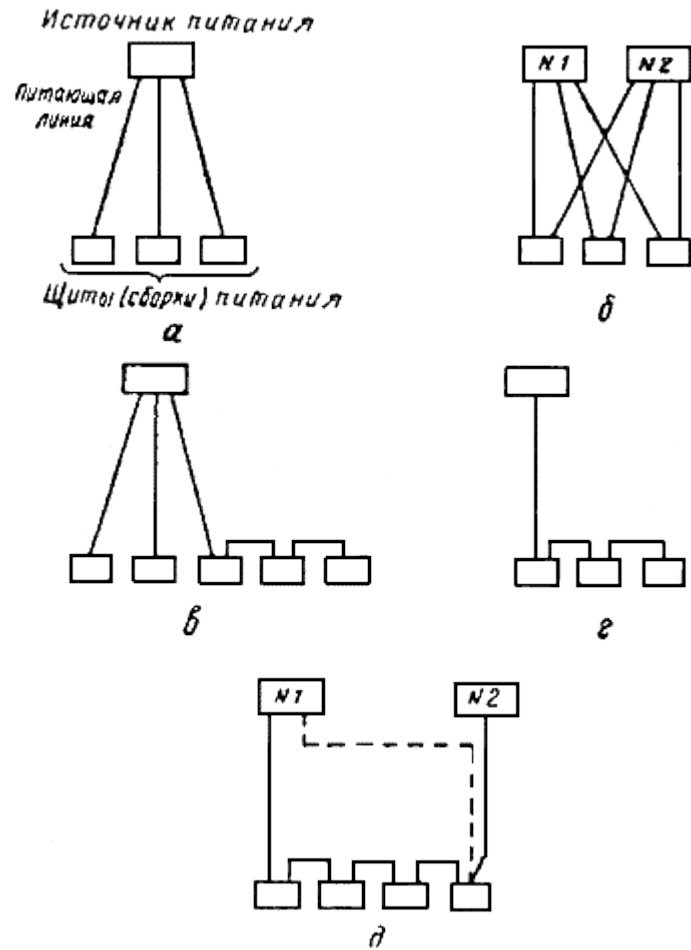 Источник питания
Питающая
линия
Щиты (сборки) питания
а
N1
N2
б
в
г
N1
N2
д